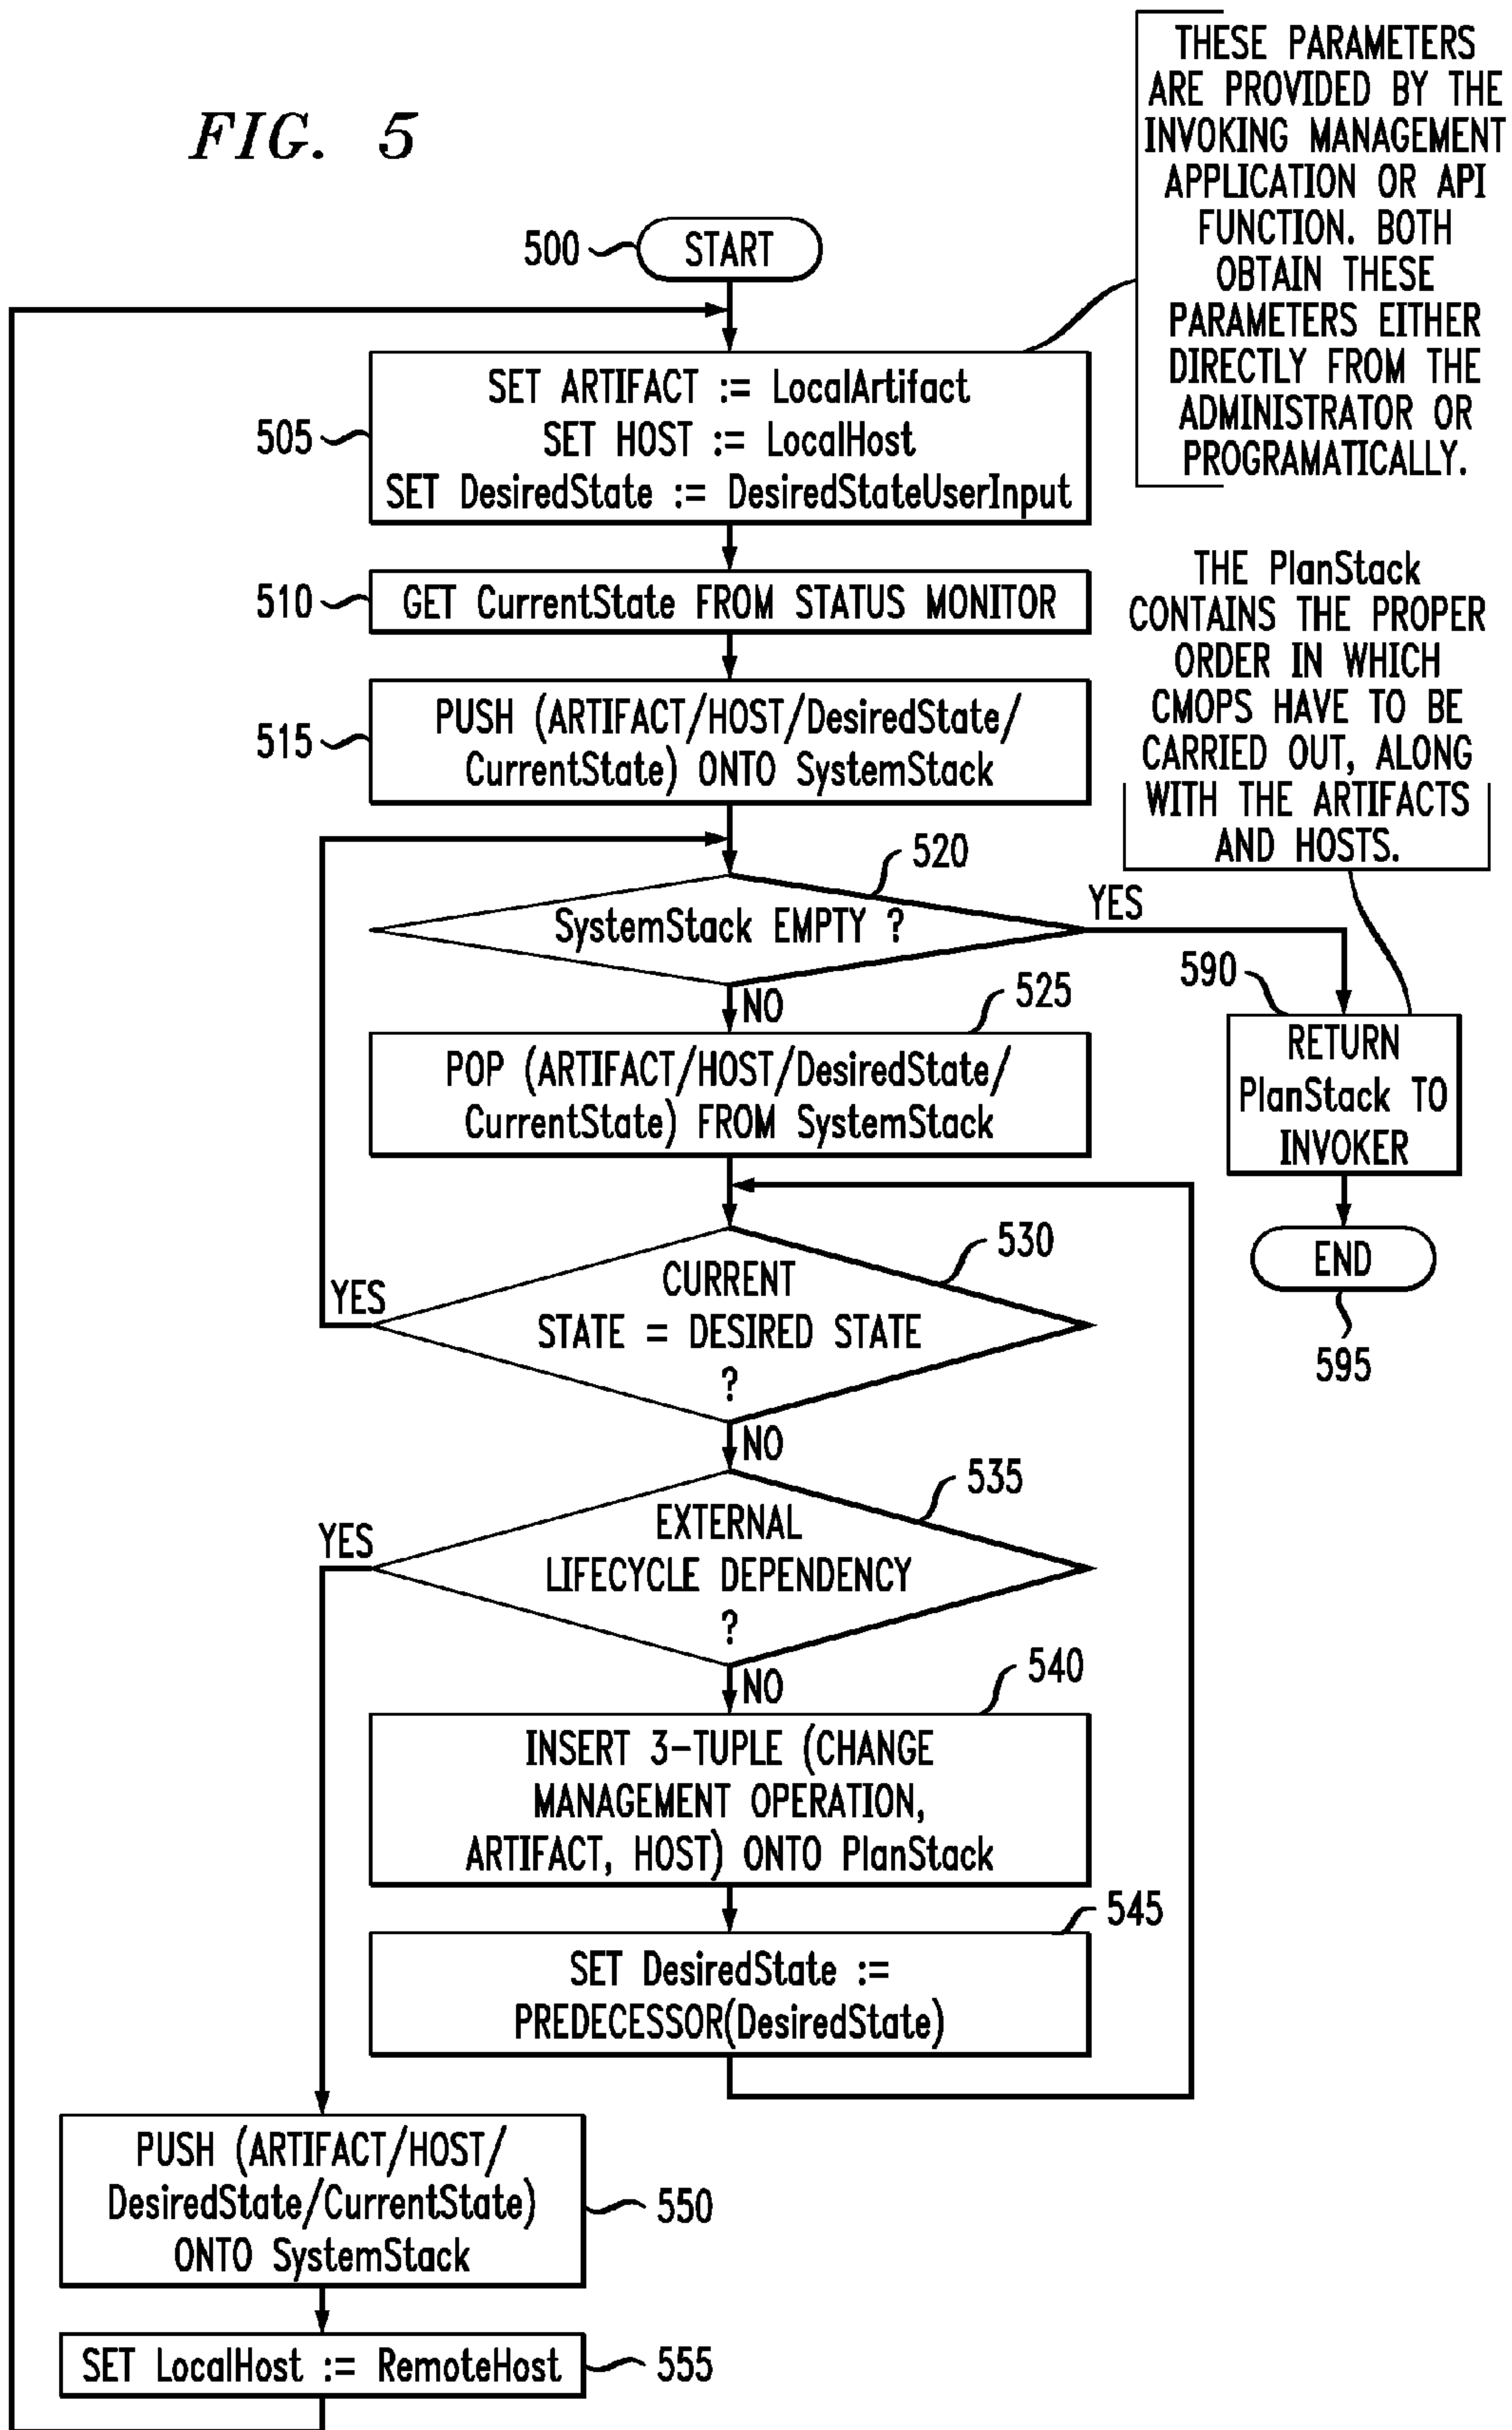 FIG. 5
THESE PARAMETERS
ARE PROVIDED BY THE
INVOKING MANAGEMENT
APPLICATION OR API
FUNCTION. BOTH
OBTAIN THESE
PARAMETERS EITHER
DIRECTLY FROM THE
ADMINISTRATOR OR
PROGRAMATICALLY.
500
START
505
SET ARTIFACT := LocalArtifact
SET HOST := LocalHost
SET DesiredState := DesiredStateUserInput
510
GET CurrentState FROM STATUS MONITOR
515
PUSH (ARTIFACT/HOST/DesiredState/
CurrentState) ONTO SystemStack
THE PlanStack
CONTAINS THE PROPER
ORDER IN WHICH
CMOPS HAVE TO BE
CARRIED OUT, ALONG
WITH THE ARTIFACTS
AND HOSTS.
520
SystemStack EMPTY ?
YES
NO
525
POP (ARTIFACT/HOST/DesiredState/
CurrentState) FROM SystemStack
590
RETURN
PlanStack TO
INVOKER
END
595
530
CURRENT
STATE = DESIRED STATE
?
YES
NO
535
EXTERNAL
LIFECYCLE DEPENDENCY
?
YES
NO
540
INSERT 3-TUPLE (CHANGE
MANAGEMENT OPERATION,
ARTIFACT, HOST) ONTO PlanStack
545
SET DesiredState :=
PREDECESSOR(DesiredState)
PUSH (ARTIFACT/HOST/
DesiredState/CurrentState)
ONTO SystemStack
550
SET LocalHost := RemoteHost
555